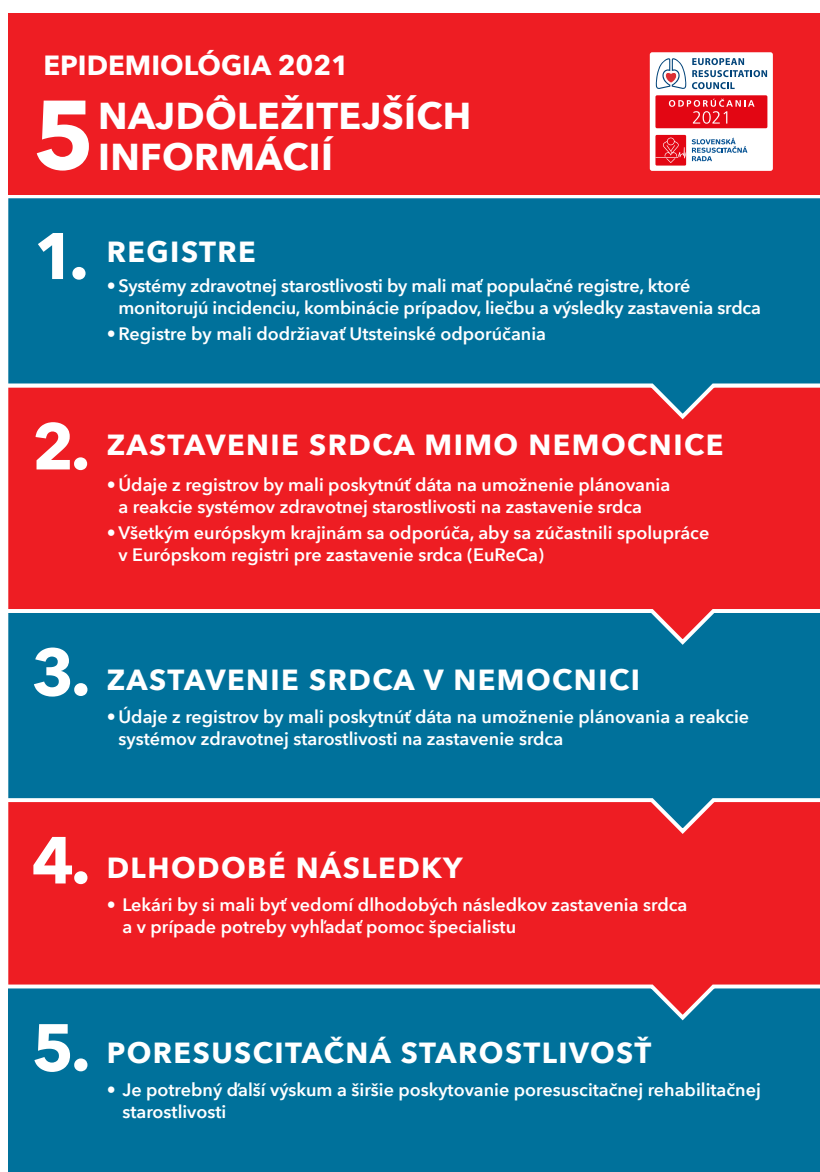 EPIDEMIOLÓGIA 2021
5 NAJDÔLEŽITEJŠÍCH
INFORMÁCIÍ
EUROPEAN
RESUSCITATION
COUNCIL
ODPORÚČANIA
2021
SLOVENSKÁ
RESUSCITAČNÁ
RADA
1. REGISTRE
• Systémy zdravotnej starostlivosti by mali mať populačné registre, ktoré
monitorujú incidenciu, kombinácie prípadov, liečbu a výsledky zastavenia srdca
• Registre by mali dodržiavať Utsteinské odporúčania
2. ZASTAVENIE SRDCA MIMO NEMOCNICE
• Údaje z registrov by mali poskytnúť dáta na umožnenie plánovania
a reakcie systémov zdravotnej starostlivosti na zastavenie srdca
• Všetkým európskym krajinám sa odporúča, aby sa zúčastnili spolupráce
v Európskom registri pre zastavenie srdca (EuReCa)
3. ZASTAVENIE SRDCA V NEMOCNICI
• Údaje z registrov by mali poskytnúť dáta na umožnenie plánovania a reakcie
systémov zdravotnej starostlivosti na zastavenie srdca
4. DLHODOBÉ NÁSLEDKY
• Lekári by si mali byť vedomí dlhodobých následkov zastavenia srdca
a v prípade potreby vyhľadať pomoc špecialistu
5. PORESUSCITAČNÁ STAROSTLIVOSŤ
• Je potrebný ďalší výskum a širšie poskytovanie poresuscitačnej rehabilitačnej
starostlivosti